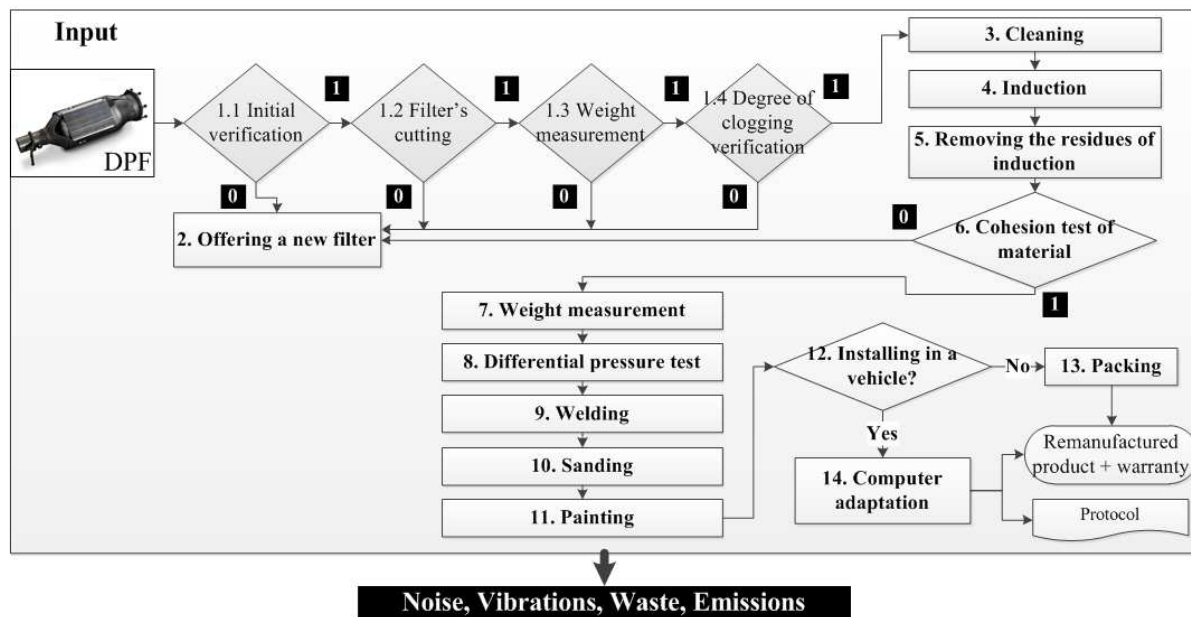 Input
DPF
1.1 Initial
verification
1
1.2 Filter's
cutting
1
1.3 Weight
measurement
1
1.4 Degree of
clogging
verification
1
0
0
0
0
2. Offering a new filter
3. Cleaning
4. Induction
5. Removing the residues of
induction
0
6. Cohesion test of
material
1
7. Weight measurement
8. Differential pressure test
9. Welding
10. Sanding
11. Painting
12. Installing in a
vehicle?
No
13. Packing
Yes
14. Computer
adaptation
Remanufactured
product + warranty
Protocol
Noise, Vibrations, Waste, Emissions